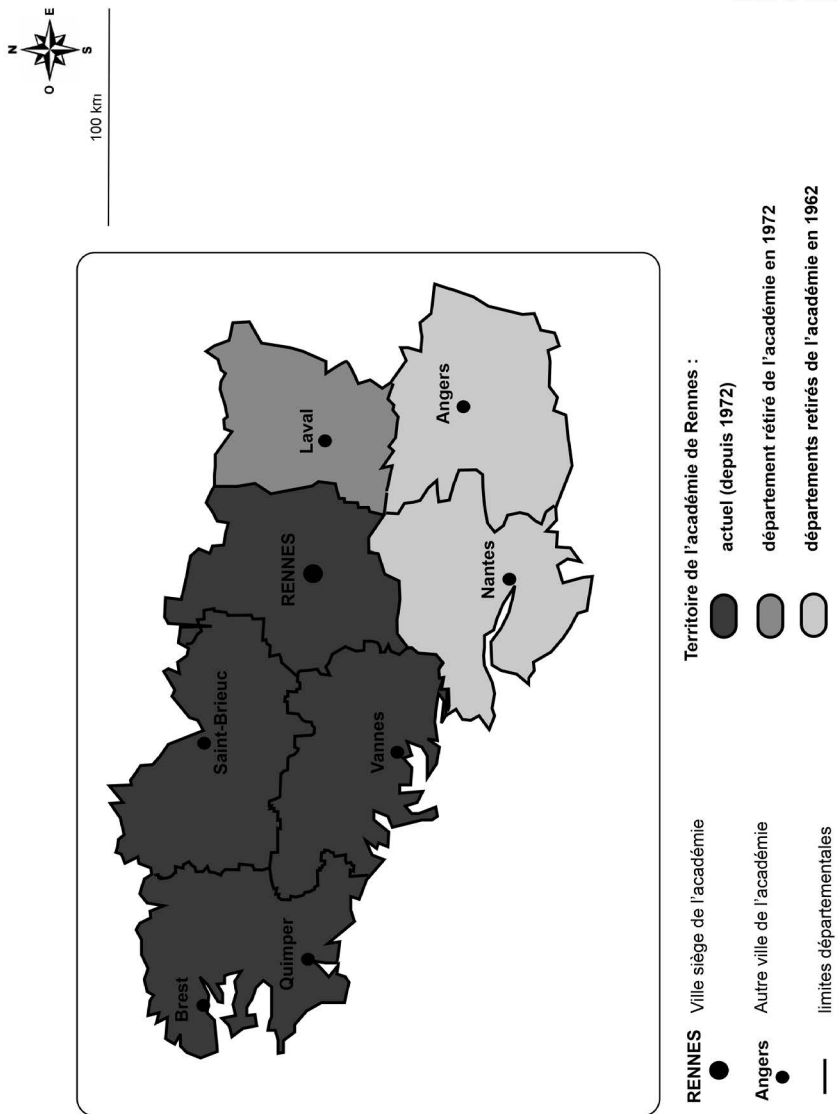 N
O
E
S
100 km
Brest
Quimper
Saint-Brieuc
Vannes
RENNES
Laval
Nantes
Angers
RENNES Ville siège de l'académie
Angers Autre ville de l'académie
limites départementales
Territoire de l'académie de Rennes :
actuel (depuis 1972)
département rétiré de l'académie en 1972
départements retirés de l'académie en 1962